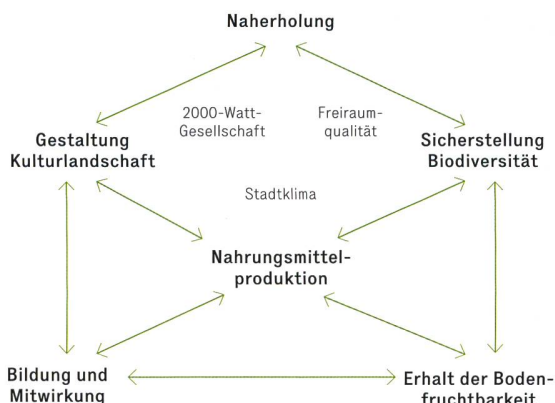 Naherholung
2000-Watt-
Gesellschaft
Freiraum-
qualität
Gestaltung
Kulturlandschaft
Sicherstellung
Biodiversität
Stadtklima
Nahrungsmittel-
produktion
Bildung und
Mitwirkung
Erhalt der Boden-
fruchtbarkeit